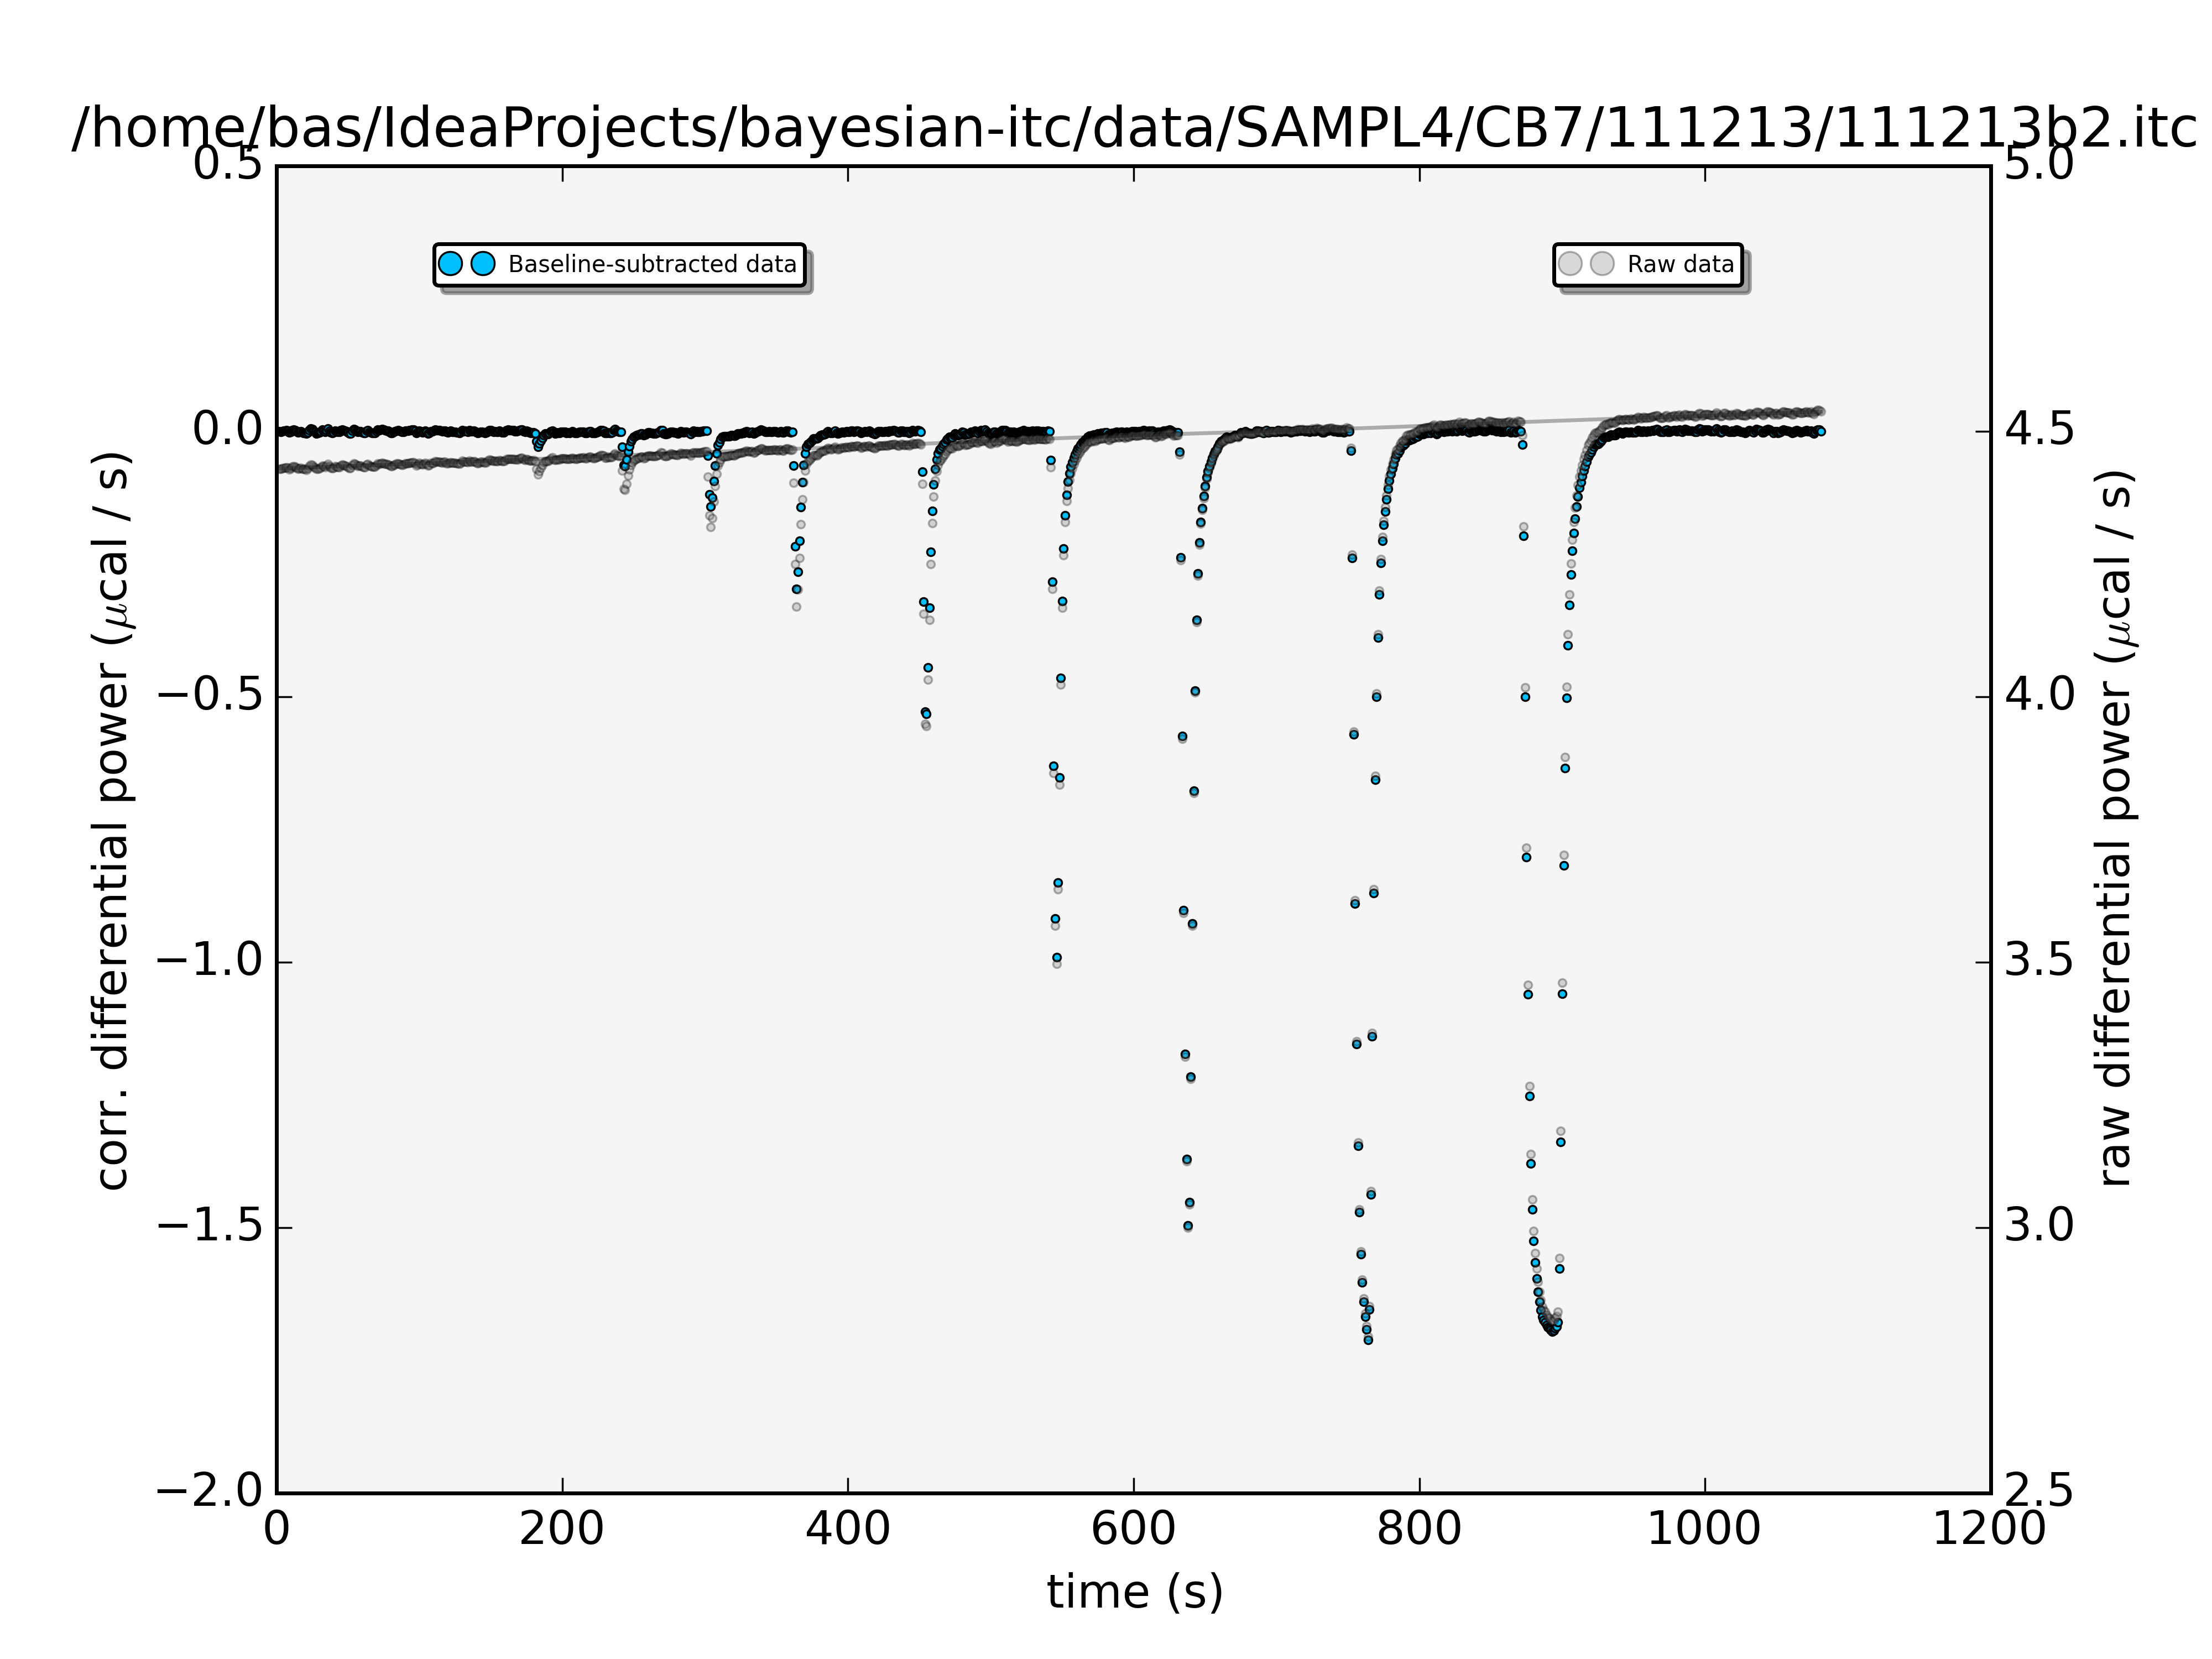 /home/bas/IdeaProjects/bayesian-itc/data/SAMPL4/CB7/111213/111213b2.itc
Baseline-subtracted data
Raw data
0.5
0.0
−0.5
−1.0
−1.5
−2.0
corr. differential power (μcal / s)
5.0
4.5
4.0
3.5
3.0
2.5
raw differential power (μcal / s)
0 200 400 600 800 1000 1200
time (s)